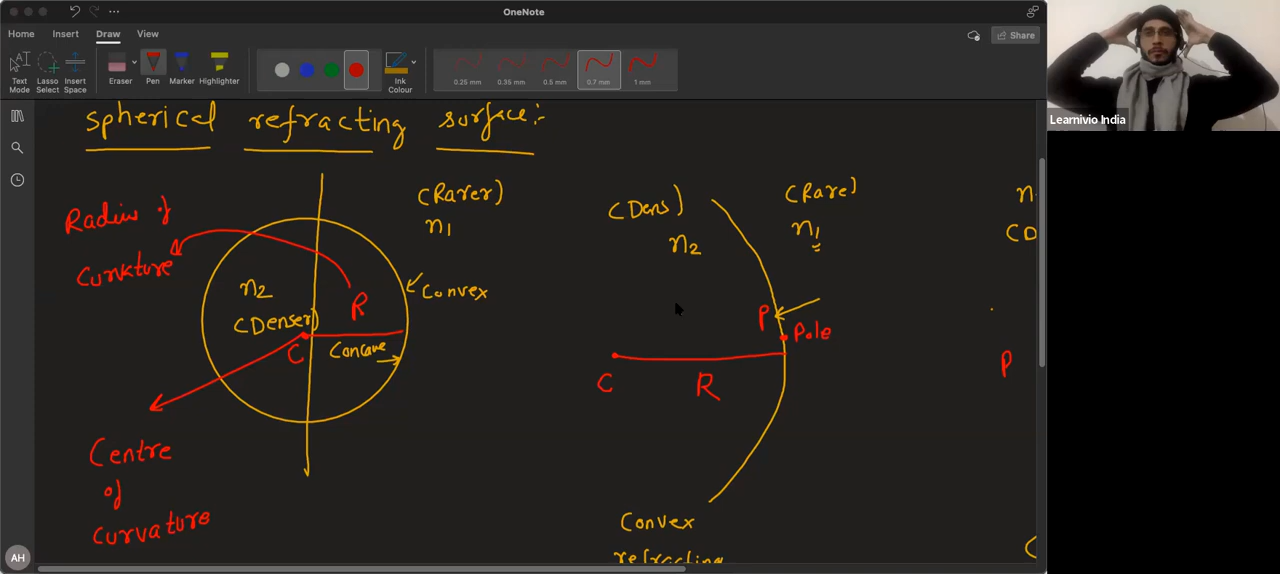 OneNote
Home Insert Draw View
Share
Text Mode
Lasso Select
Insert Space
Eraser
Pen
Marker
Highlighter
Ink Colour
0.25 mm
0.35 mm
0.5 mm
0.7 mm
1 mm
Learnivio India
spherical refracting surface:-
Radius of
Curvature
(Rarer)
n1
n2
(Denser)
R
C
Concave
Convex
Centre
of
curvature
(Dens)
n2
(Rare)
n1
P
Pole
C
R
Convex
refracting
n
CD
P
C
AH